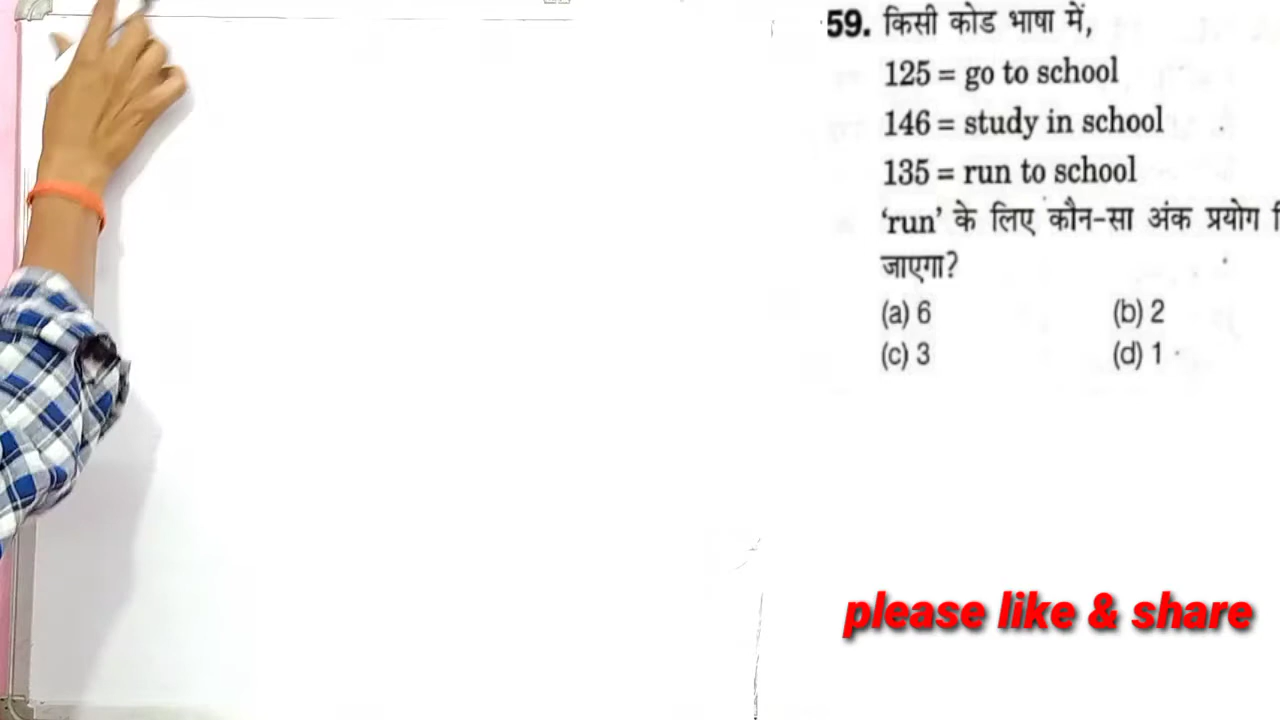 59. किसी कोड भाषा में,
125 = go to school
146 = study in school
135 = run to school
‘run’ के लिए कौन-सा अंक प्रयोग
जाएगा?
(a) 6 (b) 2
(c) 3 (d) 1
please like & share